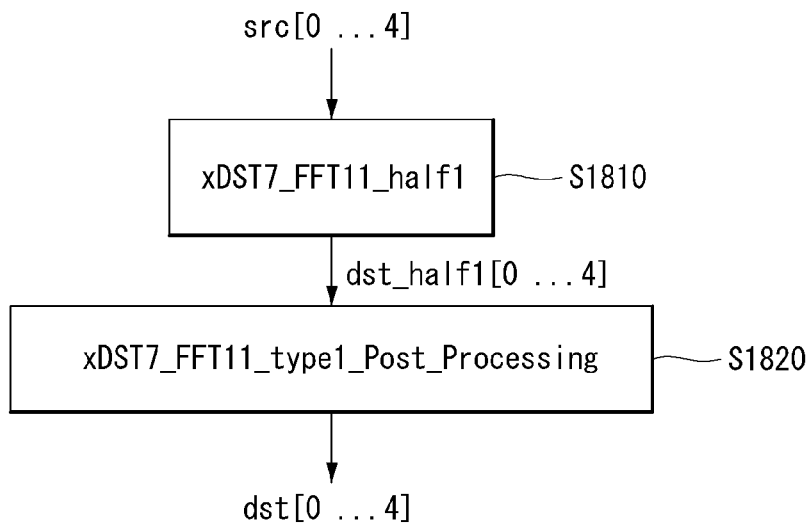 src[0 ...4]
xDST7_FFT11_half1
S1810
dst_half1[0 ...4]
xDST7_FFT11_type1_Post_Processing
S1820
dst[0 ...4]